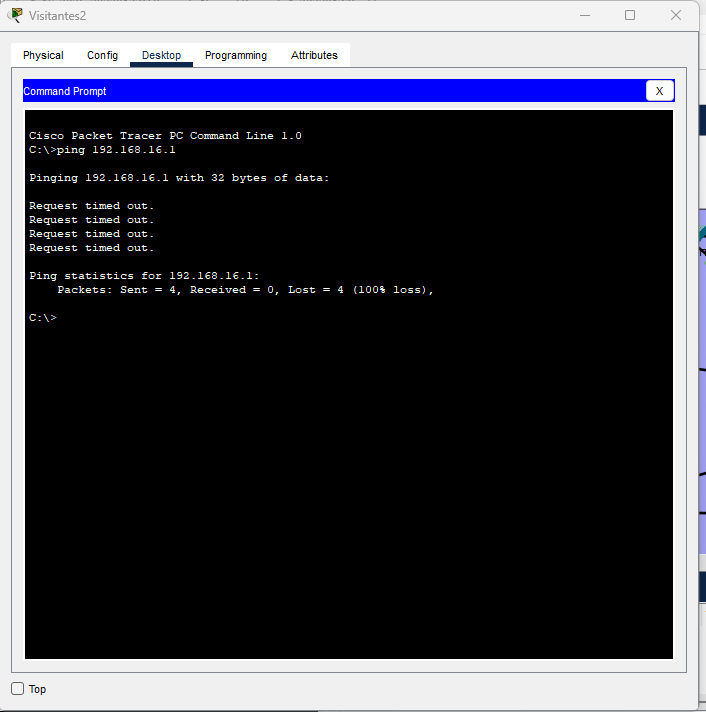 Visitantes2
Physical Config Desktop Programming Attributes
Command Prompt X
Cisco Packet Tracer PC Command Line 1.0
C:\>ping 192.168.16.1
Pinging 192.168.16.1 with 32 bytes of data:
Request timed out.
Request timed out.
Request timed out.
Request timed out.
Ping statistics for 192.168.16.1:
Packets: Sent = 4, Received = 0, Lost = 4 (100% loss),
C:\>
Top